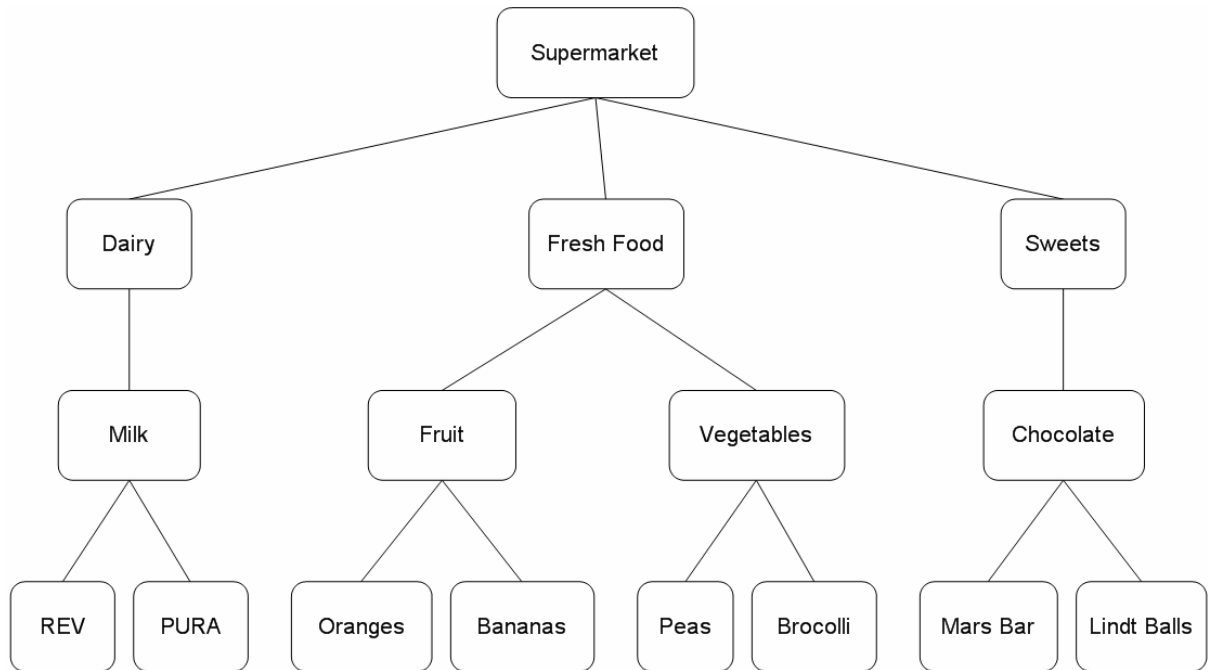 Supermarket
Dairy
Fresh Food
Sweets
Milk
Fruit
Vegetables
Chocolate
REV
PURA
Oranges
Bananas
Peas
Brocolli
Mars Bar
Lindt Balls